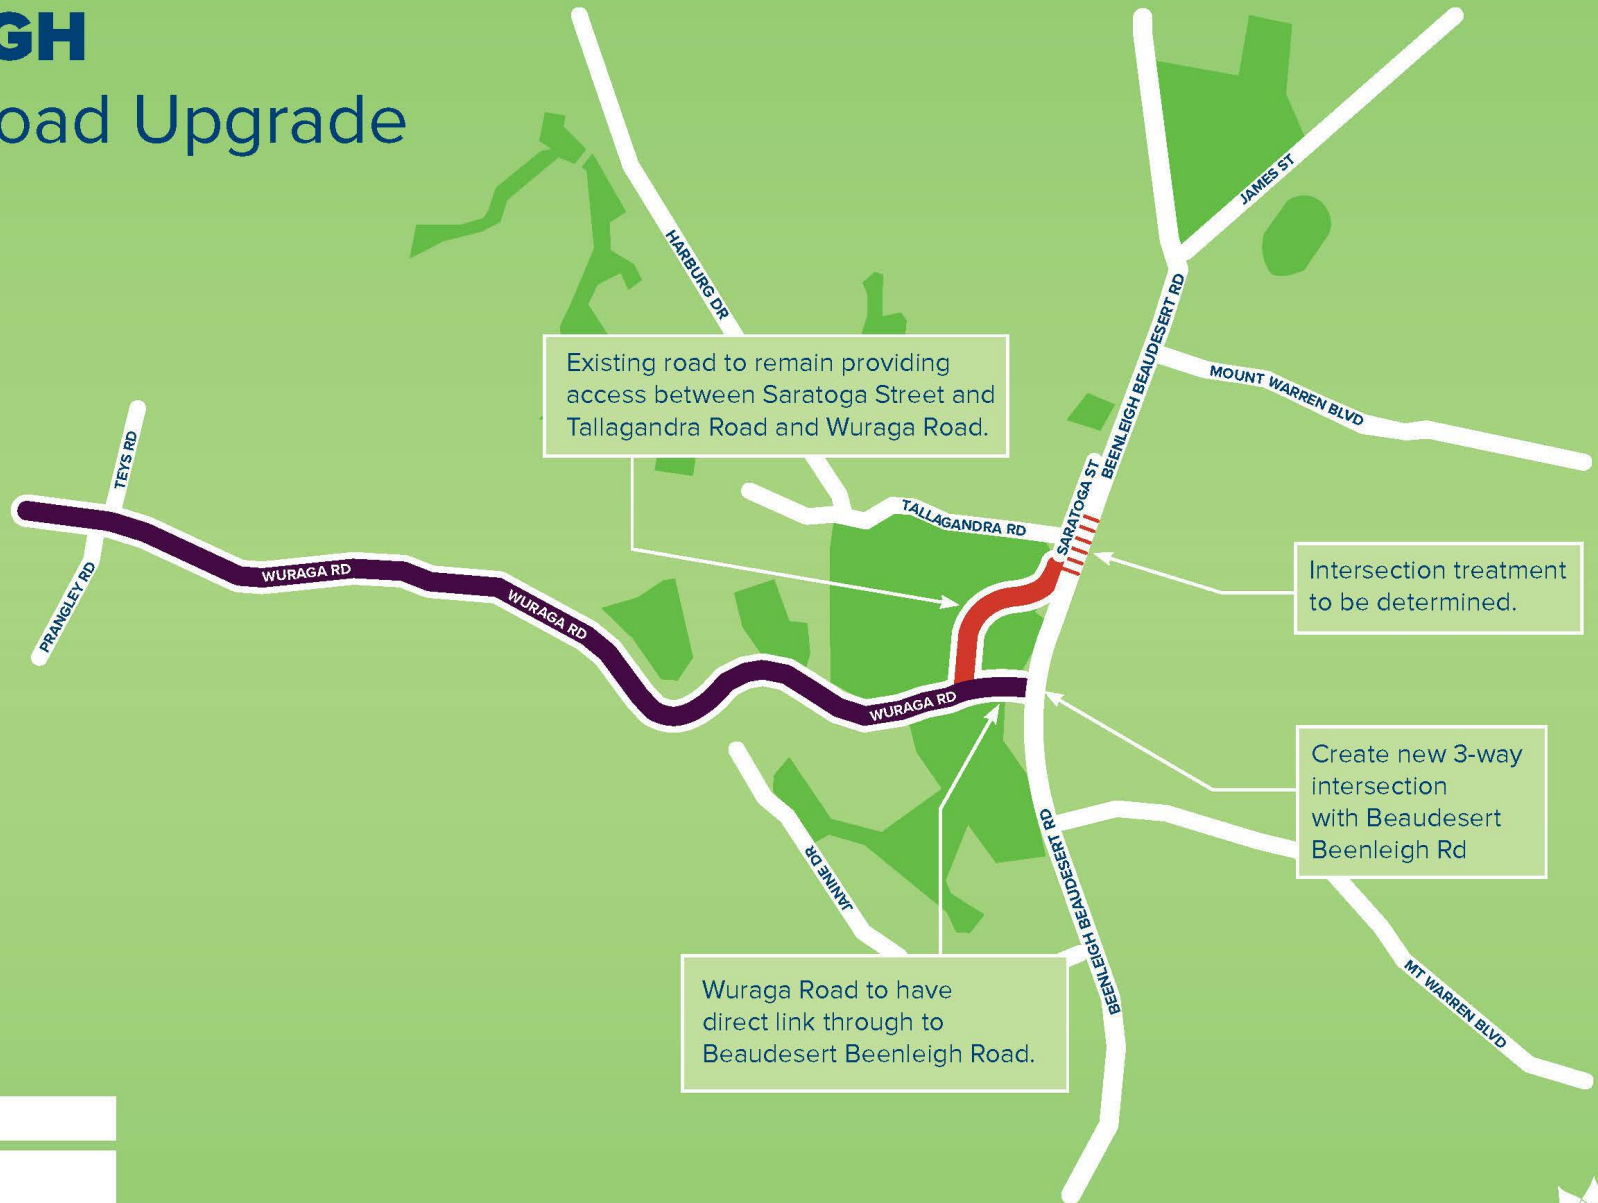 GH
oad Upgrade
JAMES ST
HARBURG DR
BEENLEIGH BEAUDESERT RD
MOUNT WARREN BLVD
Existing road to remain providing
access between Saratoga Street and
Tallagandra Road and Wuraga Road.
TEYS RD
SARATOGA ST
TALLAGANDRA RD
PRANGLEY RD
WURAGA RD
WURAGA RD
Intersection treatment
to be determined.
WURAGA RD
Create new 3-way
intersection
with Beaudesert
Beenleigh Rd
JANINE DR
BEENLEIGH BEAUDESERT RD
Wuraga Road to have
direct link through to
Beaudesert Beenleigh Road.
MT WARREN BLVD